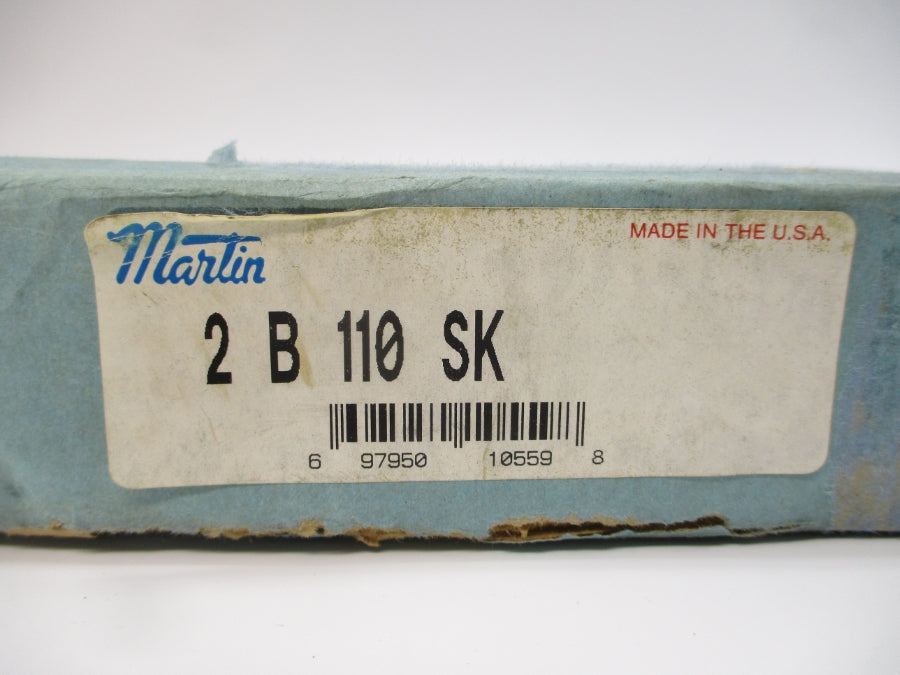 Martin
MADE IN THE U.S.A.
2 B 110 SK
6 97950 10559 8